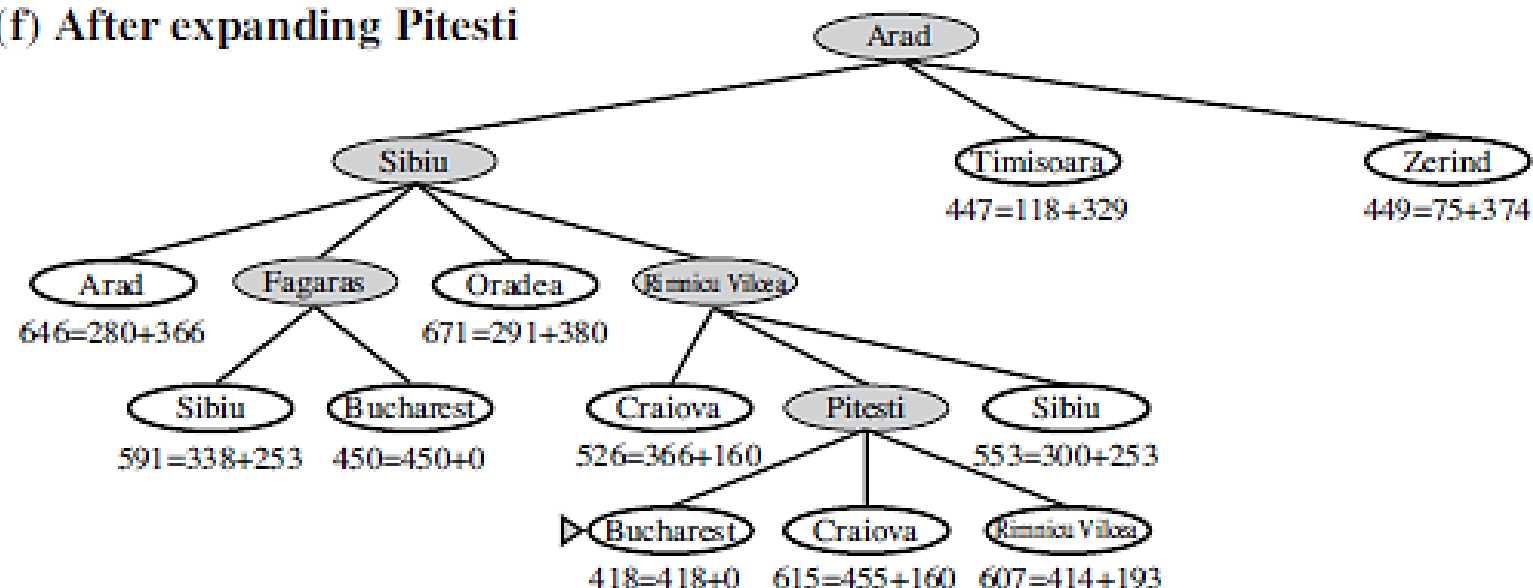 (f) After expanding Pitesti
Arad
Sibiu
Timisoara
Zerind
447=118+329
449=75+374
Arad
Fagaras
Oradea
Rimnicu Vilcea
646=280+366
671=291+380
Sibiu
Bucharest
Craiova
Pitesti
Sibiu
591=338+253
450=450+0
526=366+160
553=300+253
Bucharest
Craiova
Rimnicu Vilcea
418=418+0
615=455+160
607=414+193